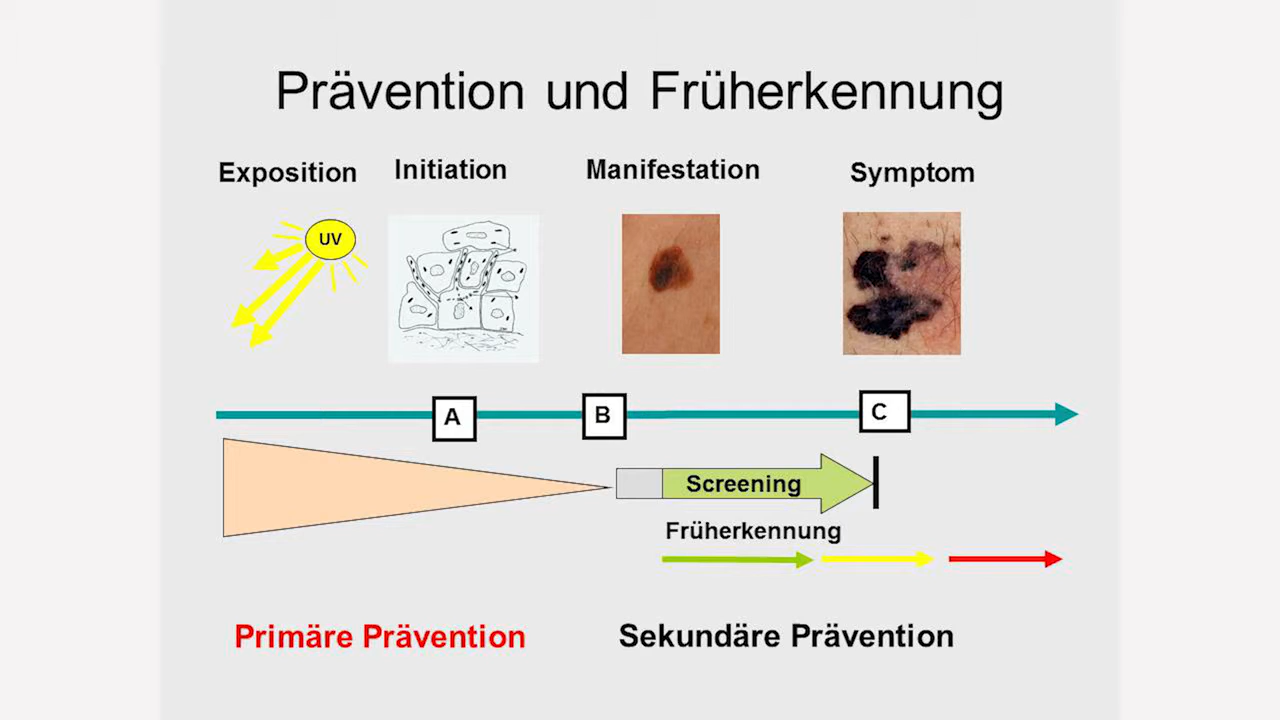 Prävention und Früherkennung
Exposition
Initiation
Manifestation
Symptom
UV
A
B
C
Screening
Früherkennung
Primäre Prävention
Sekundäre Prävention